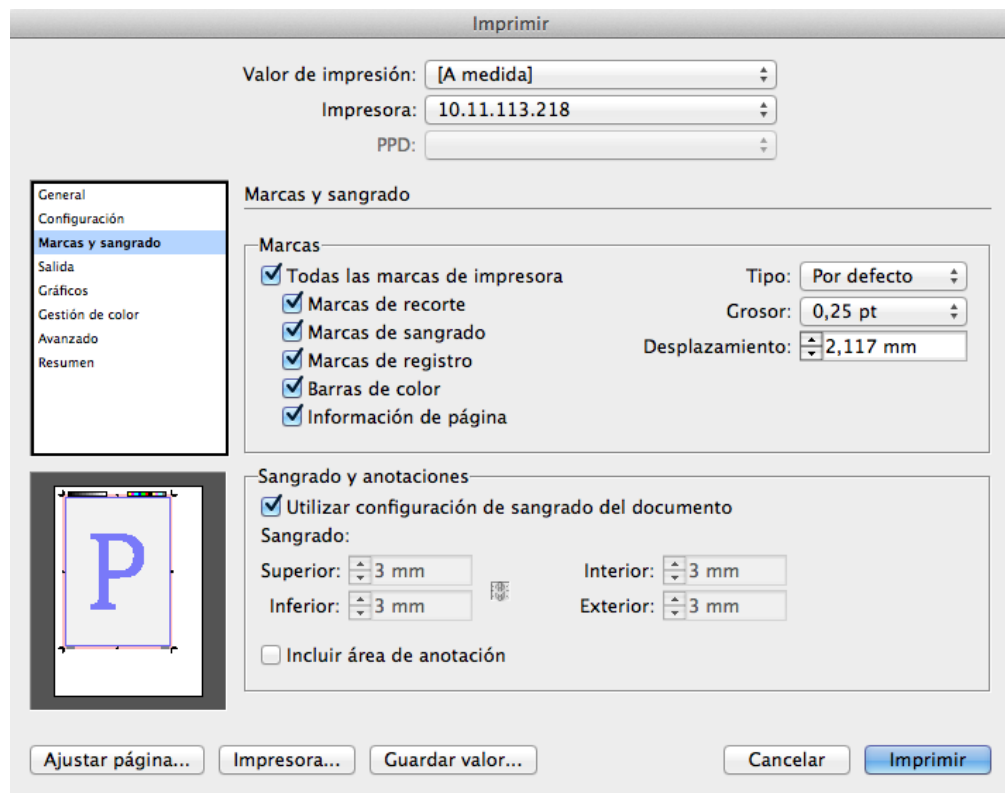 Imprimir
Valor de impresión: [A medida]
Impresora: 10.11.113.218
PPD:
General
Configuración
Marcas y sangrado
Salida
Gráficos
Gestión de color
Avanzado
Resumen
Marcas y sangrado
Marcas
Todas las marcas de impresora
Marcas de recorte
Marcas de sangrado
Marcas de registro
Barras de color
Información de página
Tipo: Por defecto
Grosor: 0,25 pt
Desplazamiento: 2,117 mm
P
Sangrado y anotaciones
Utilizar configuración de sangrado del documento
Sangrado:
Superior: 3 mm Interior: 3 mm
Inferior: 3 mm Exterior: 3 mm
Incluir área de anotación
Ajustar página... Impresora... Guardar valor... Cancelar Imprimir